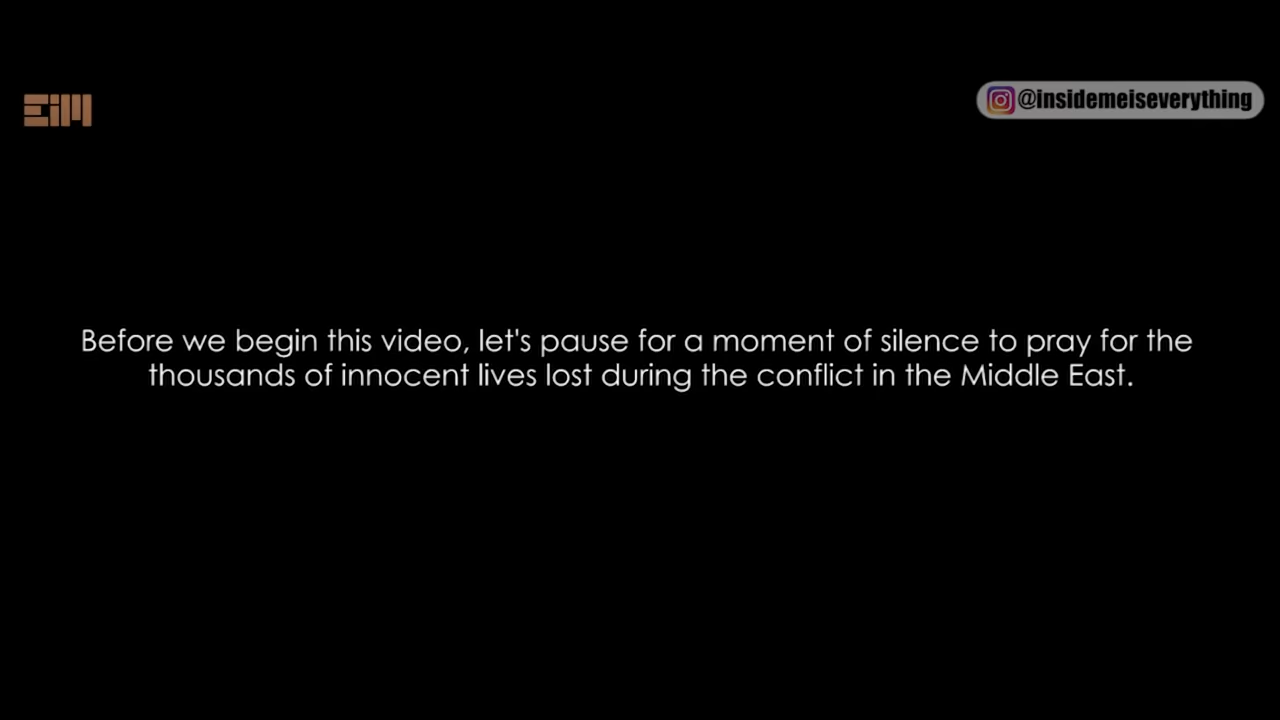 EiM
@insidemeiseverything
Before we begin this video, let's pause for a moment of silence to pray for the
thousands of innocent lives lost during the conflict in the Middle East.